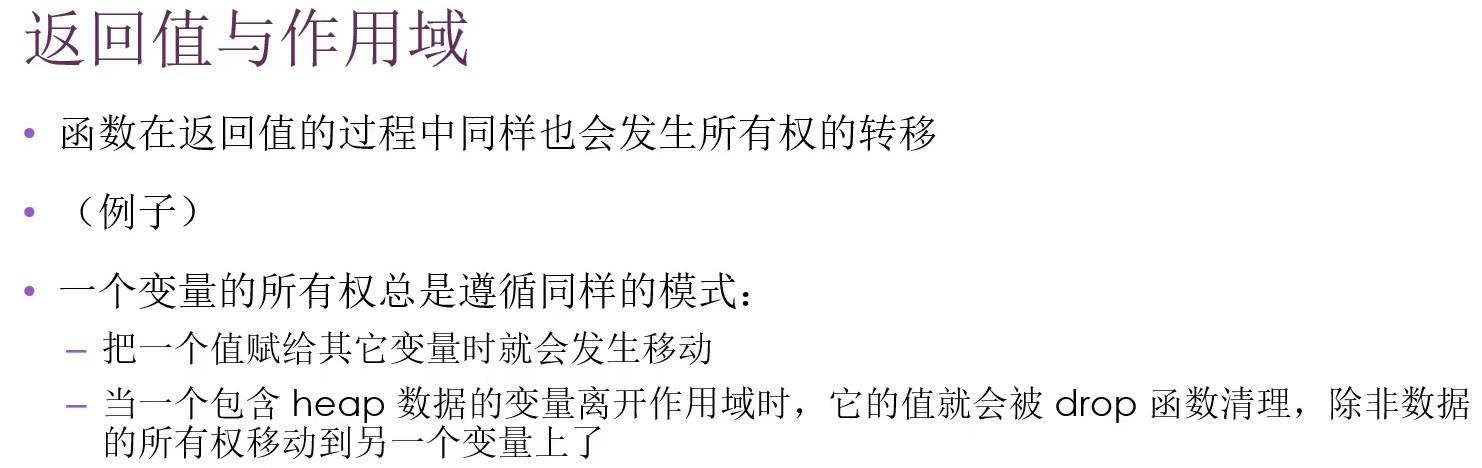 返回值与作用域
• 函数在返回值的过程中同样也会发生所有权的转移
• （例子）
• 一个变量的所有权总是遵循同样的模式：
– 把一个值赋给其它变量时就会发生移动
– 当一个包含 heap 数据的变量离开作用域时，它的值就会被 drop 函数清理，除非数据
的所有权移动到另一个变量上了